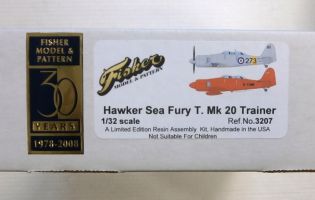 FISHER
MODEL &
PATTERN
30
YEARS
1978-2008
Fisher
MODEL & PATTERN
273
Hawker Sea Fury T. Mk 20 Trainer
1/32 scale
Ref.No.3207
A Limited Edition Resin Assembly Kit, Handmade in the USA
Not Suitable For Children